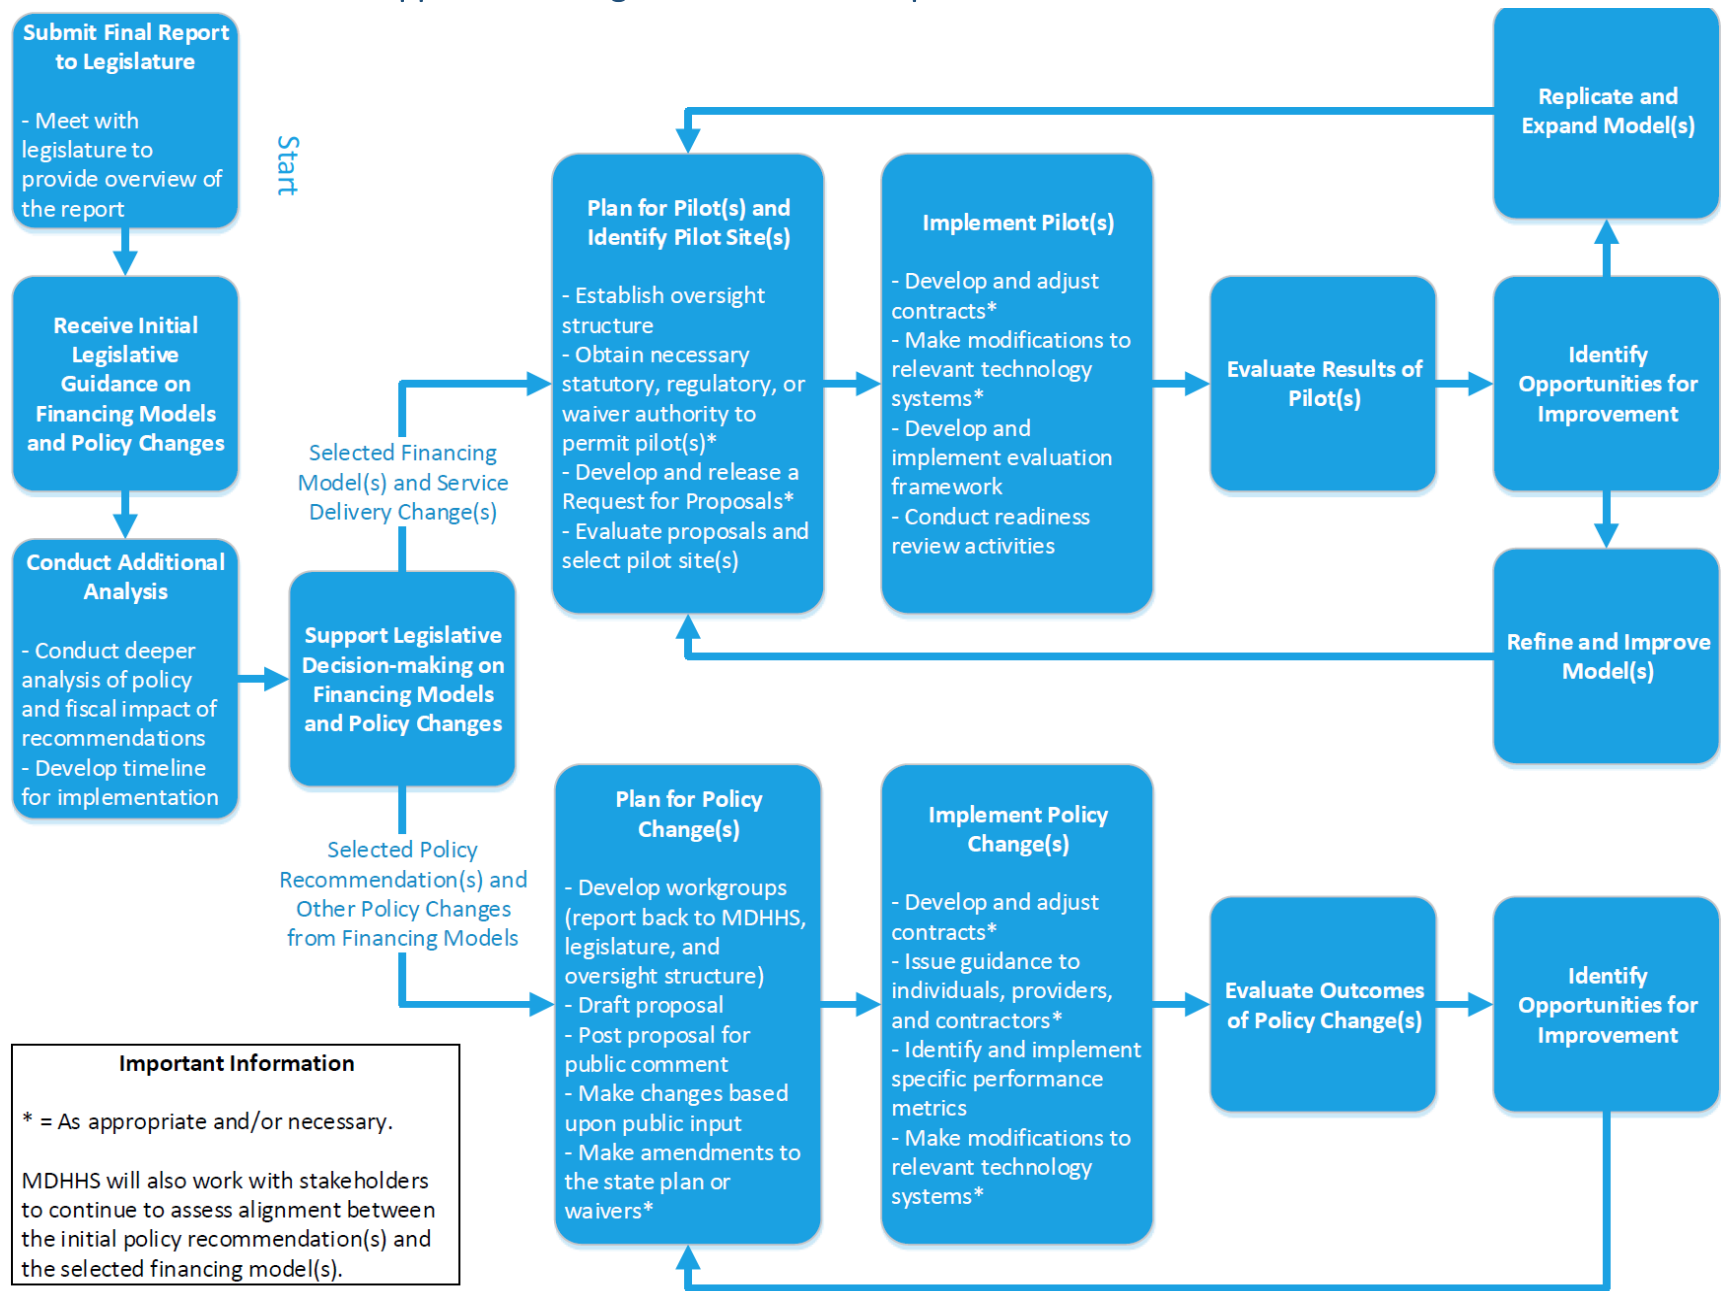 Submit Final Report
to Legislature
- Meet with
legislature to
provide overview of
the report
Start
Receive Initial
Legislative
Guidance on
Financing Models
and Policy Changes
Conduct Additional
Analysis
- Conduct deeper
analysis of policy
and fiscal impact of
recommendations
- Develop timeline
for implementation
Support Legislative
Decision-making on
Financing Models
and Policy Changes
Selected Financing
Model(s) and Service
Delivery Change(s)
Plan for Pilot(s) and
Identify Pilot Site(s)
- Establish oversight
structure
- Obtain necessary
statutory, regulatory, or
waiver authority to
permit pilot(s)*
- Develop and release a
Request for Proposals*
- Evaluate proposals and
select pilot site(s)
Implement Pilot(s)
- Develop and adjust
contracts*
- Make modifications to
relevant technology
systems*
- Develop and
implement evaluation
framework
- Conduct readiness
review activities
Evaluate Results of
Pilot(s)
Identify
Opportunities for
Improvement
Replicate and
Expand Model(s)
Refine and Improve
Model(s)
Selected Policy
Recommendation(s) and
Other Policy Changes
from Financing Models
Plan for Policy
Change(s)
- Develop workgroups
(report back to MDHHS,
legislature, and
oversight structure)
- Draft proposal
- Post proposal for
public comment
- Make changes based
upon public input
- Make amendments to
the state plan or
waivers*
Implement Policy
Change(s)
- Develop and adjust
contracts*
- Issue guidance to
individuals, providers,
and contractors*
- Identify and implement
specific performance
metrics
- Make modifications to
relevant technology
systems*
Evaluate Outcomes
of Policy Change(s)
Identify
Opportunities for
Improvement
Important Information
* = As appropriate and/or necessary.
MDHHS will also work with stakeholders
to continue to assess alignment between
the initial policy recommendation(s) and
the selected financing model(s).